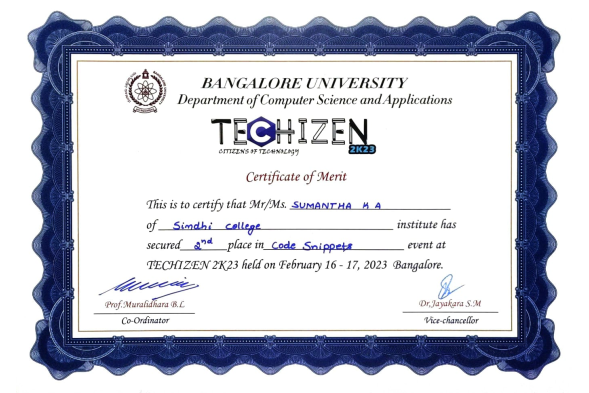 BANGALORE UNIVERSITY
Department of Computer Science and Applications
TECHIZEN
CITIZENS OF TECHNOLOGY 2K23
Certificate of Merit
This is to certify that Mr/Ms. SUMANTHA K A
of Simdhi college institute has
secured 2nd place in Code Snippets event at
TECHIZEN 2K23 held on February 16 - 17, 2023 Bangalore.
Prof.Muralidhara B.L Dr,Jayakara S.M
Co-Ordinator Vice-chancellor